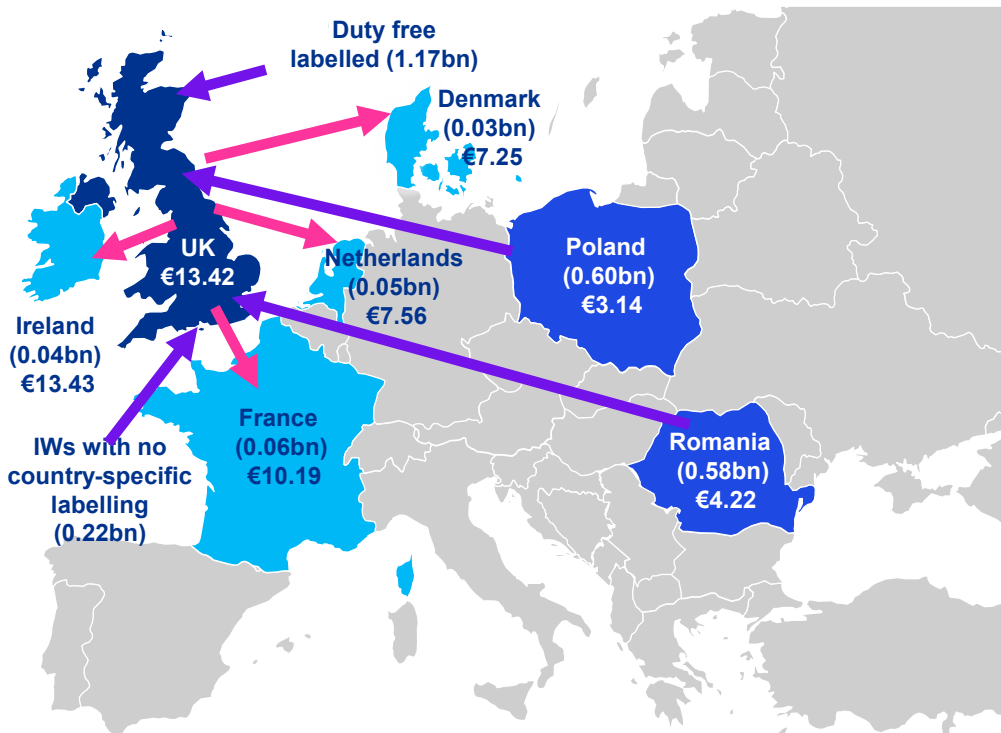 Duty free
labelled (1.17bn)
Denmark
(0.03bn)
€7.25
UK
€13.42
Netherlands
(0.05bn)
€7.56
Poland
(0.60bn)
€3.14
Ireland
(0.04bn)
€13.43
France
(0.06bn)
€10.19
Romania
(0.58bn)
€4.22
IWs with no
country-specific
labelling
(0.22bn)